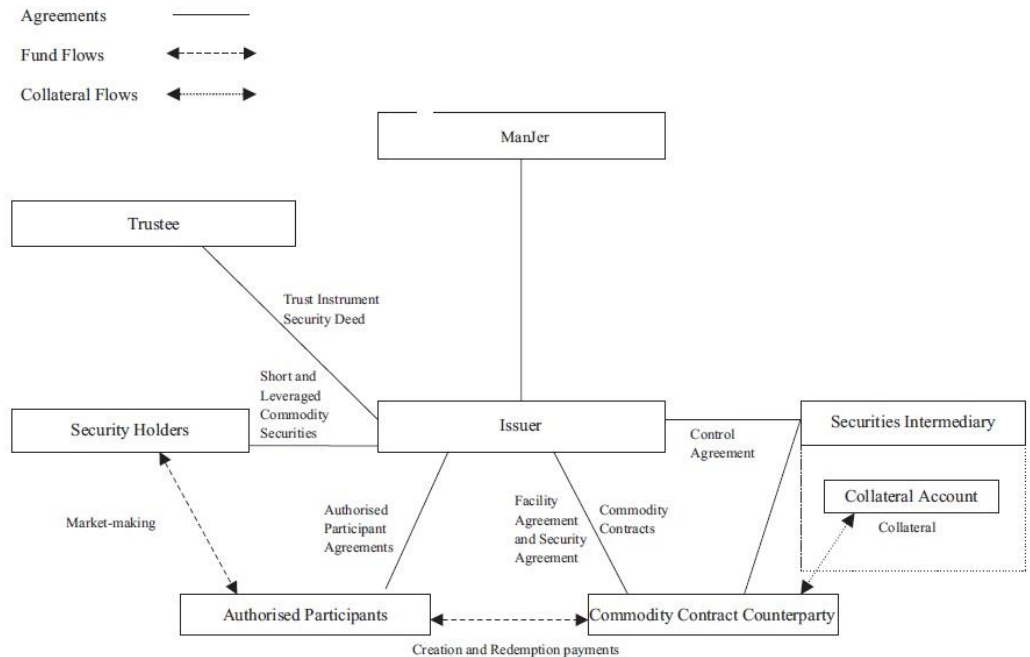 Agreements
Fund Flows
Collateral Flows
ManJer
Trustee
Trust Instrument
Security Deed
Short and
Leveraged
Commodity
Securities
Security Holders
Issuer
Control
Agreement
Securities Intermediary
Collateral Account
Collateral
Market-making
Authorised
Participant
Agreements
Facility
Agreement
and Security
Agreement
Commodity
Contracts
Authorised Participants
Commodity Contract Counterparty
Creation and Redemption payments